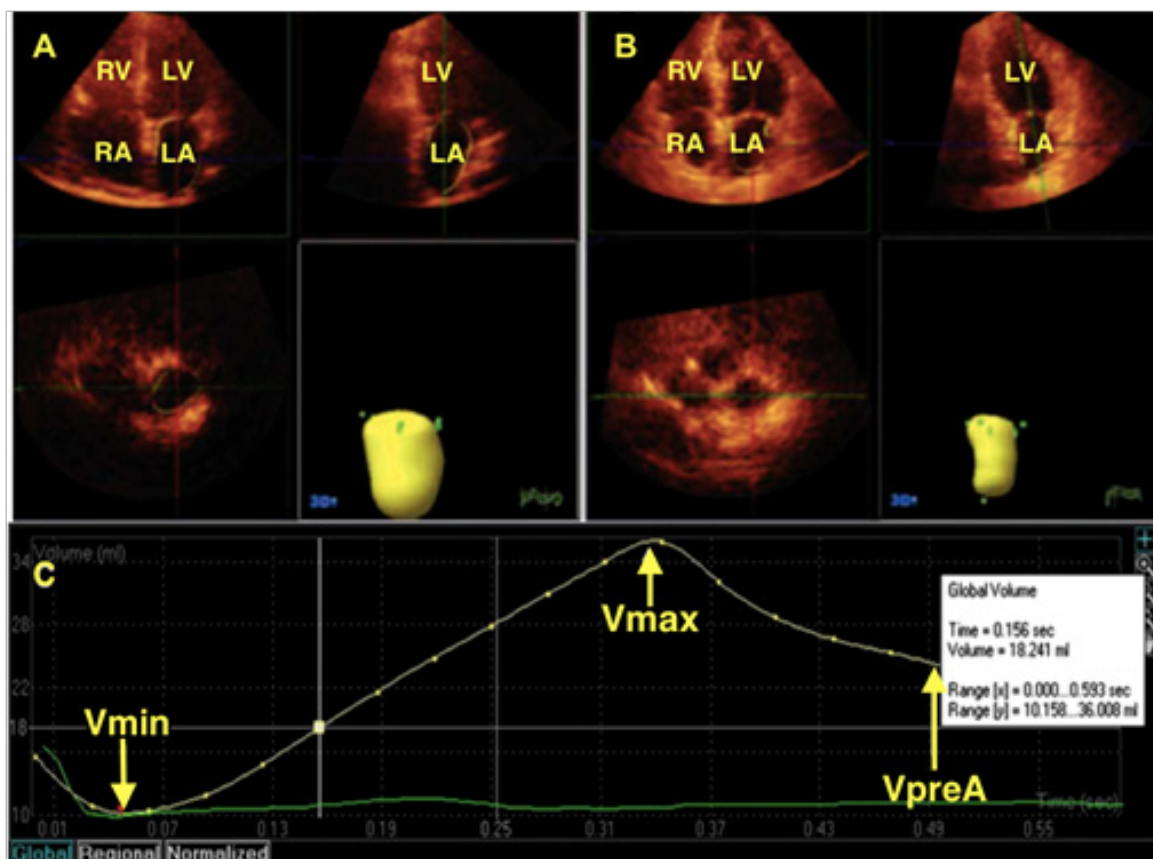 A
RV LV
RA LA
LV
LA
B
RV LV
RA LA
LV
LA
3D
3D
C
Volume (ml)
34
28
22
18
10
Vmin
Vmax
VpreA
Global Volume
Time = 0.156 sec
Volume = 18.241 ml
Range [x] = 0.000...0.593 sec
Range [y] = 10.158...36.008 ml
Time (sec)
0.01 0.07 0.13 0.19 0.25 0.31 0.37 0.43 0.49 0.55
Global Regional Normalized